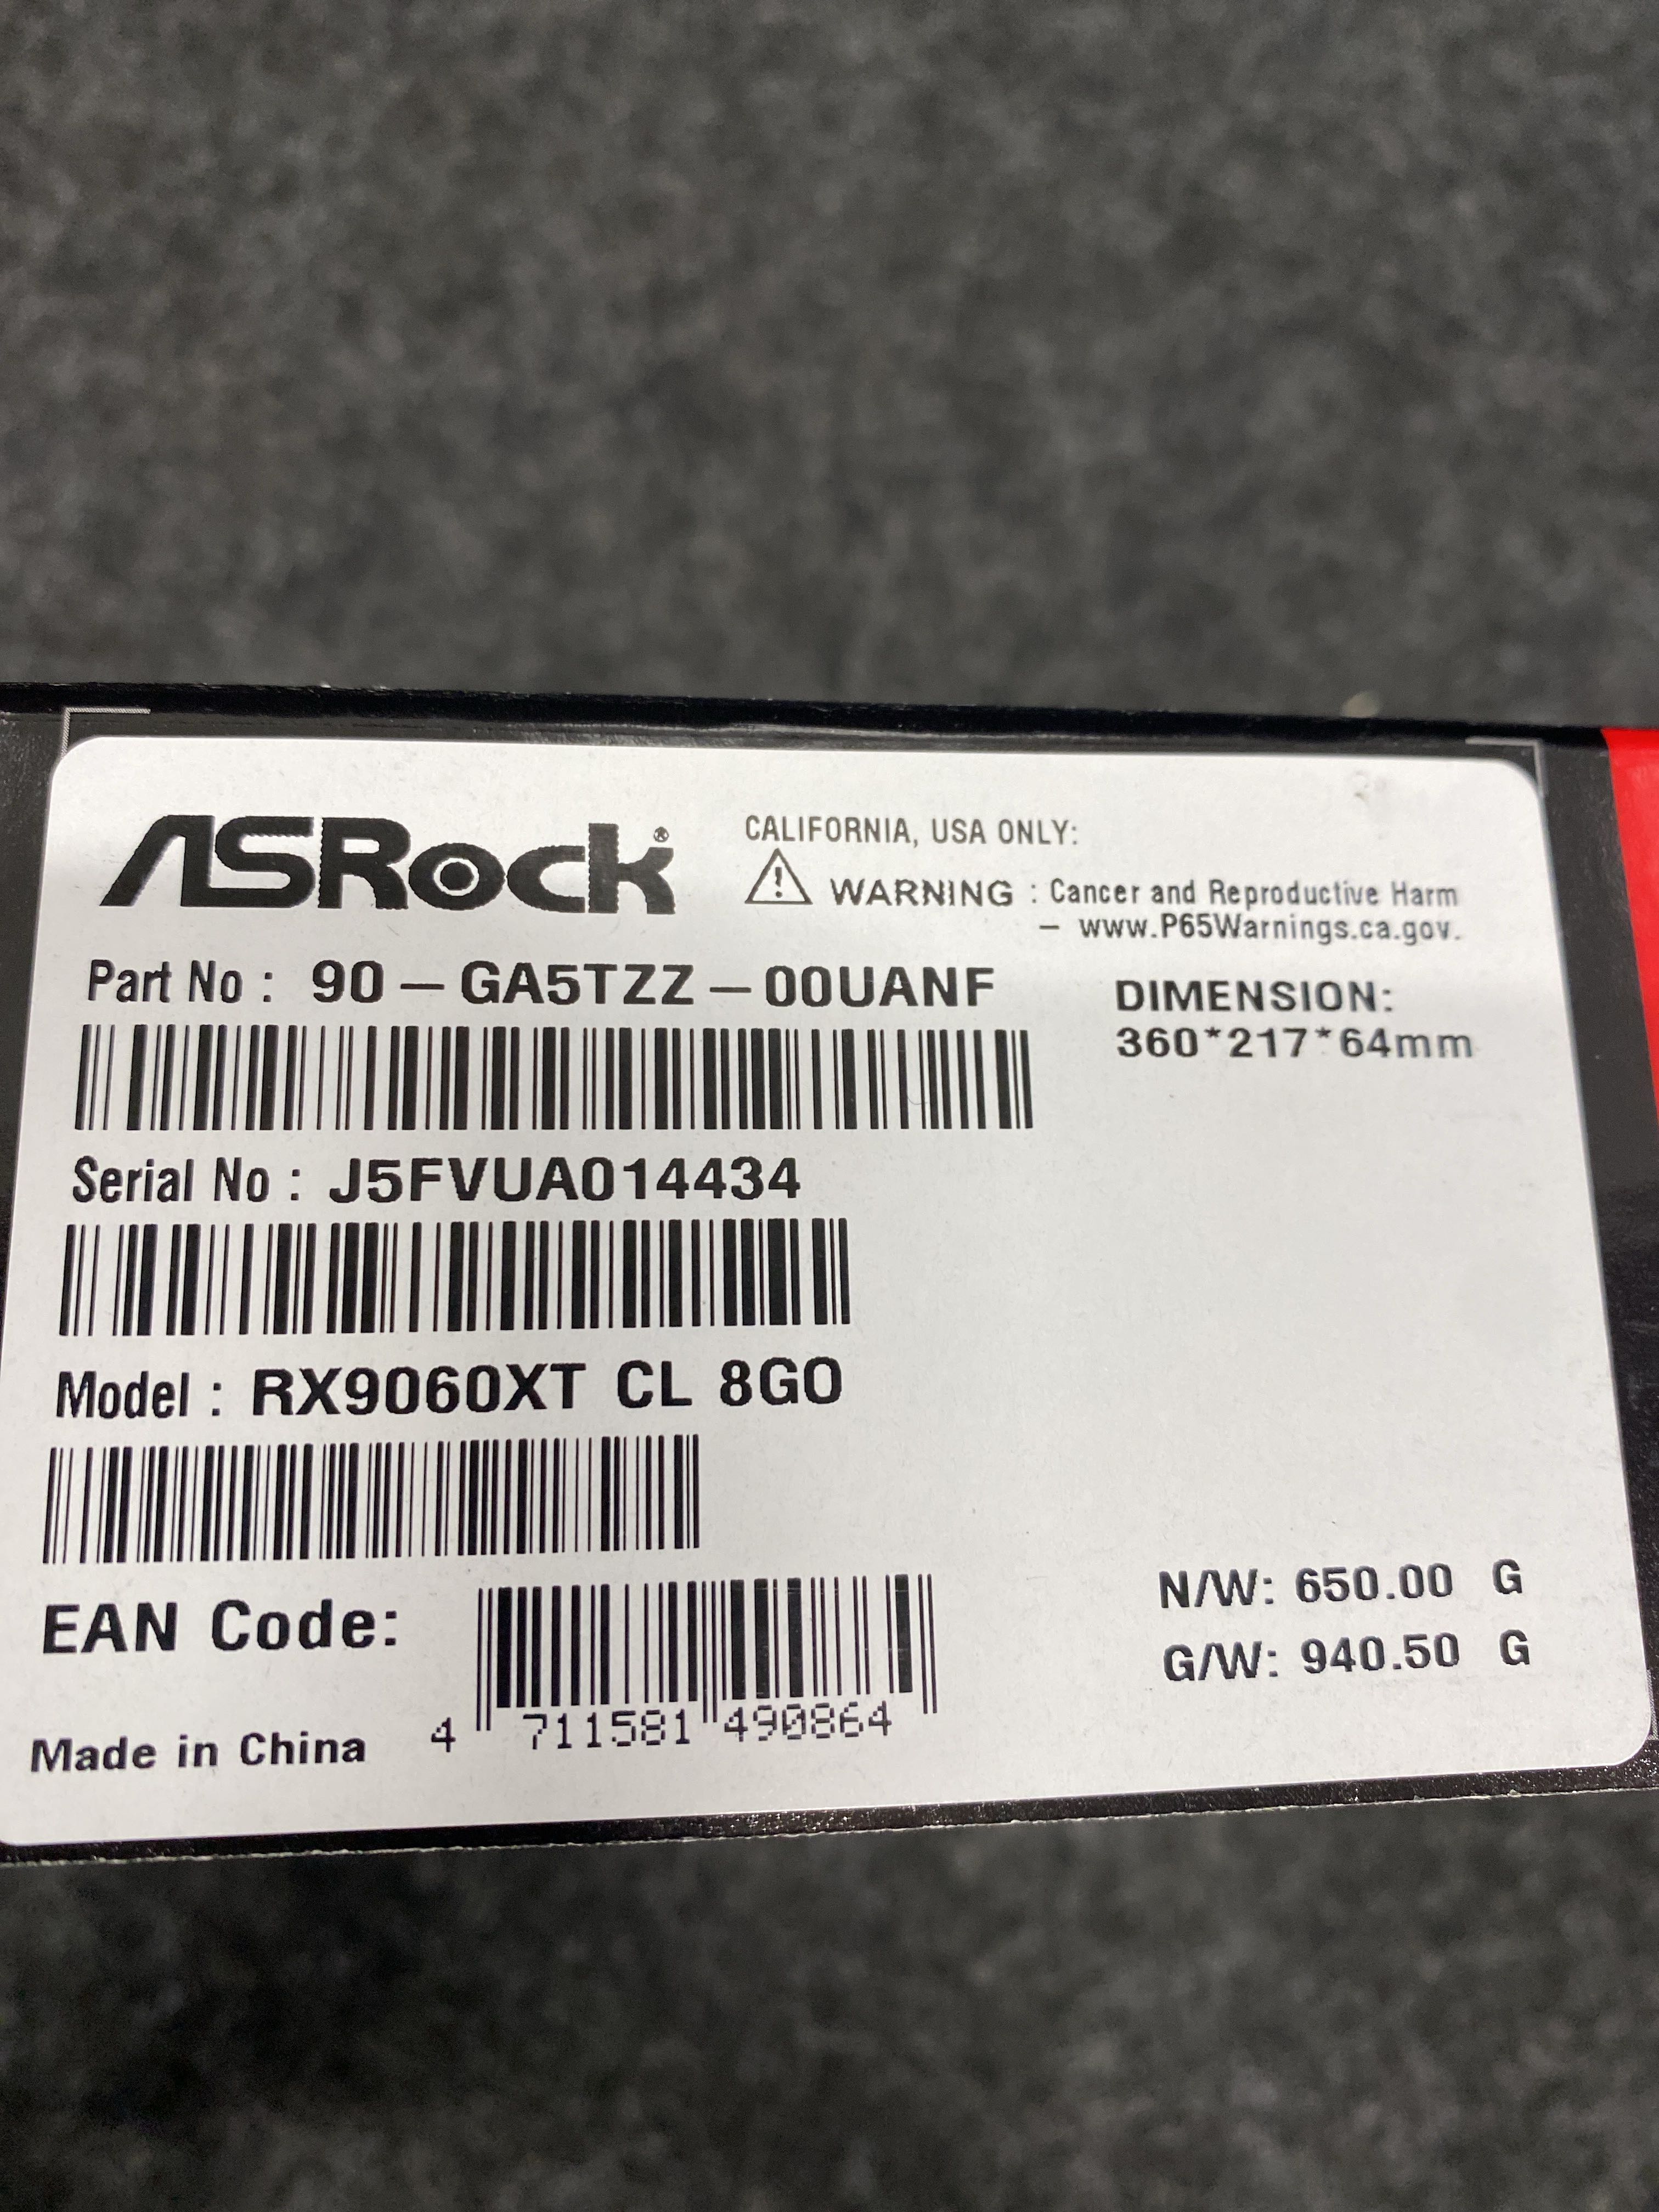 ASRock®
CALIFORNIA, USA ONLY:
WARNING : Cancer and Reproductive Harm
– www.P65Warnings.ca.gov.
Part No : 90-GA5TZZ-00UANF
DIMENSION:
360*217*64mm
Serial No : J5FVUA014434
Model : RX9060XT CL 8GO
EAN Code:
4 711581 490864
N/W: 650.00 G
G/W: 940.50 G
Made in China